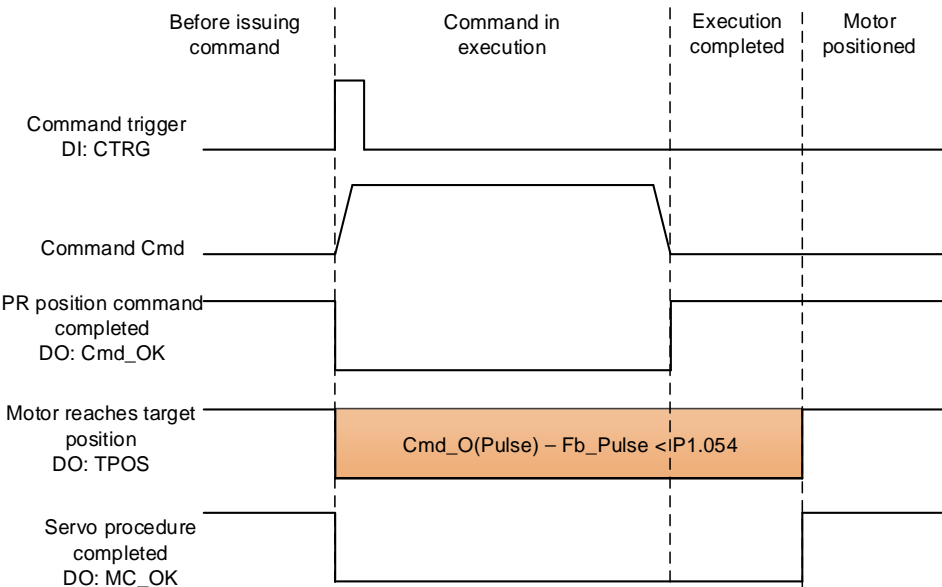 Before issuing
command
Command in
execution
Execution
completed
Motor
positioned
Command trigger
DI: CTRG
Command Cmd
PR position command
completed
DO: Cmd_OK
Motor reaches target
position
DO: TPOS
Cmd_O(Pulse) – Fb_Pulse < P1.054
Servo procedure
completed
DO: MC_OK